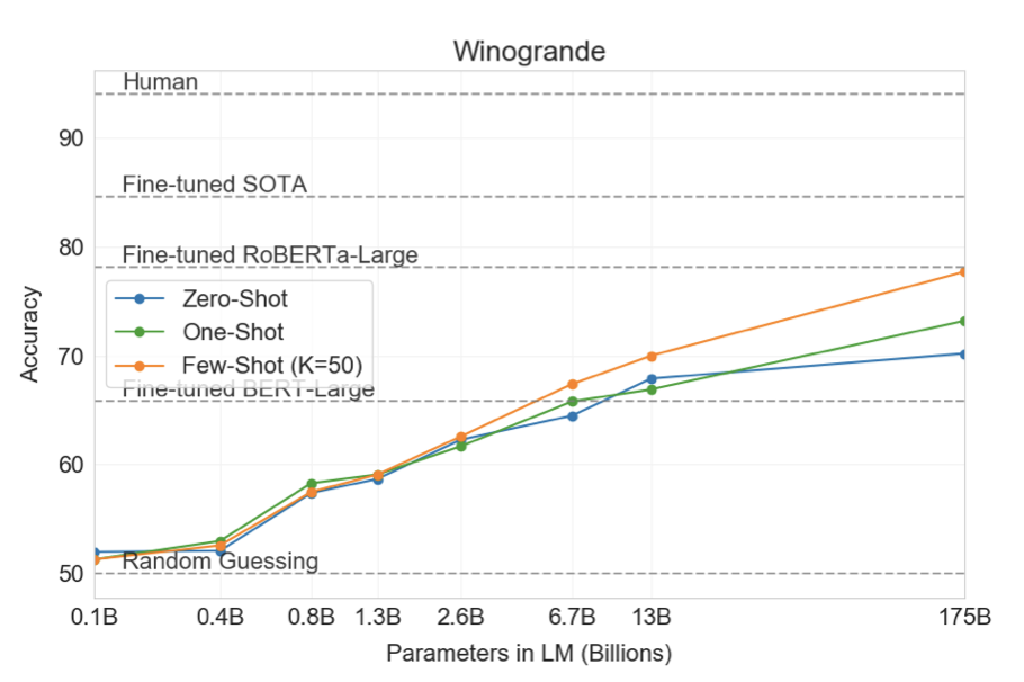 Winogrande
Human
90
Fine-tuned SOTA
80
Fine-tuned RoBERTa-Large
Zero-Shot
One-Shot
70
Few-Shot (K=50)
Fine-tuned BERT-Large
60
Random Guessing
50
Accuracy
0.1B 0.4B 0.8B 1.3B 2.6B 6.7B 13B 175B
Parameters in LM (Billions)